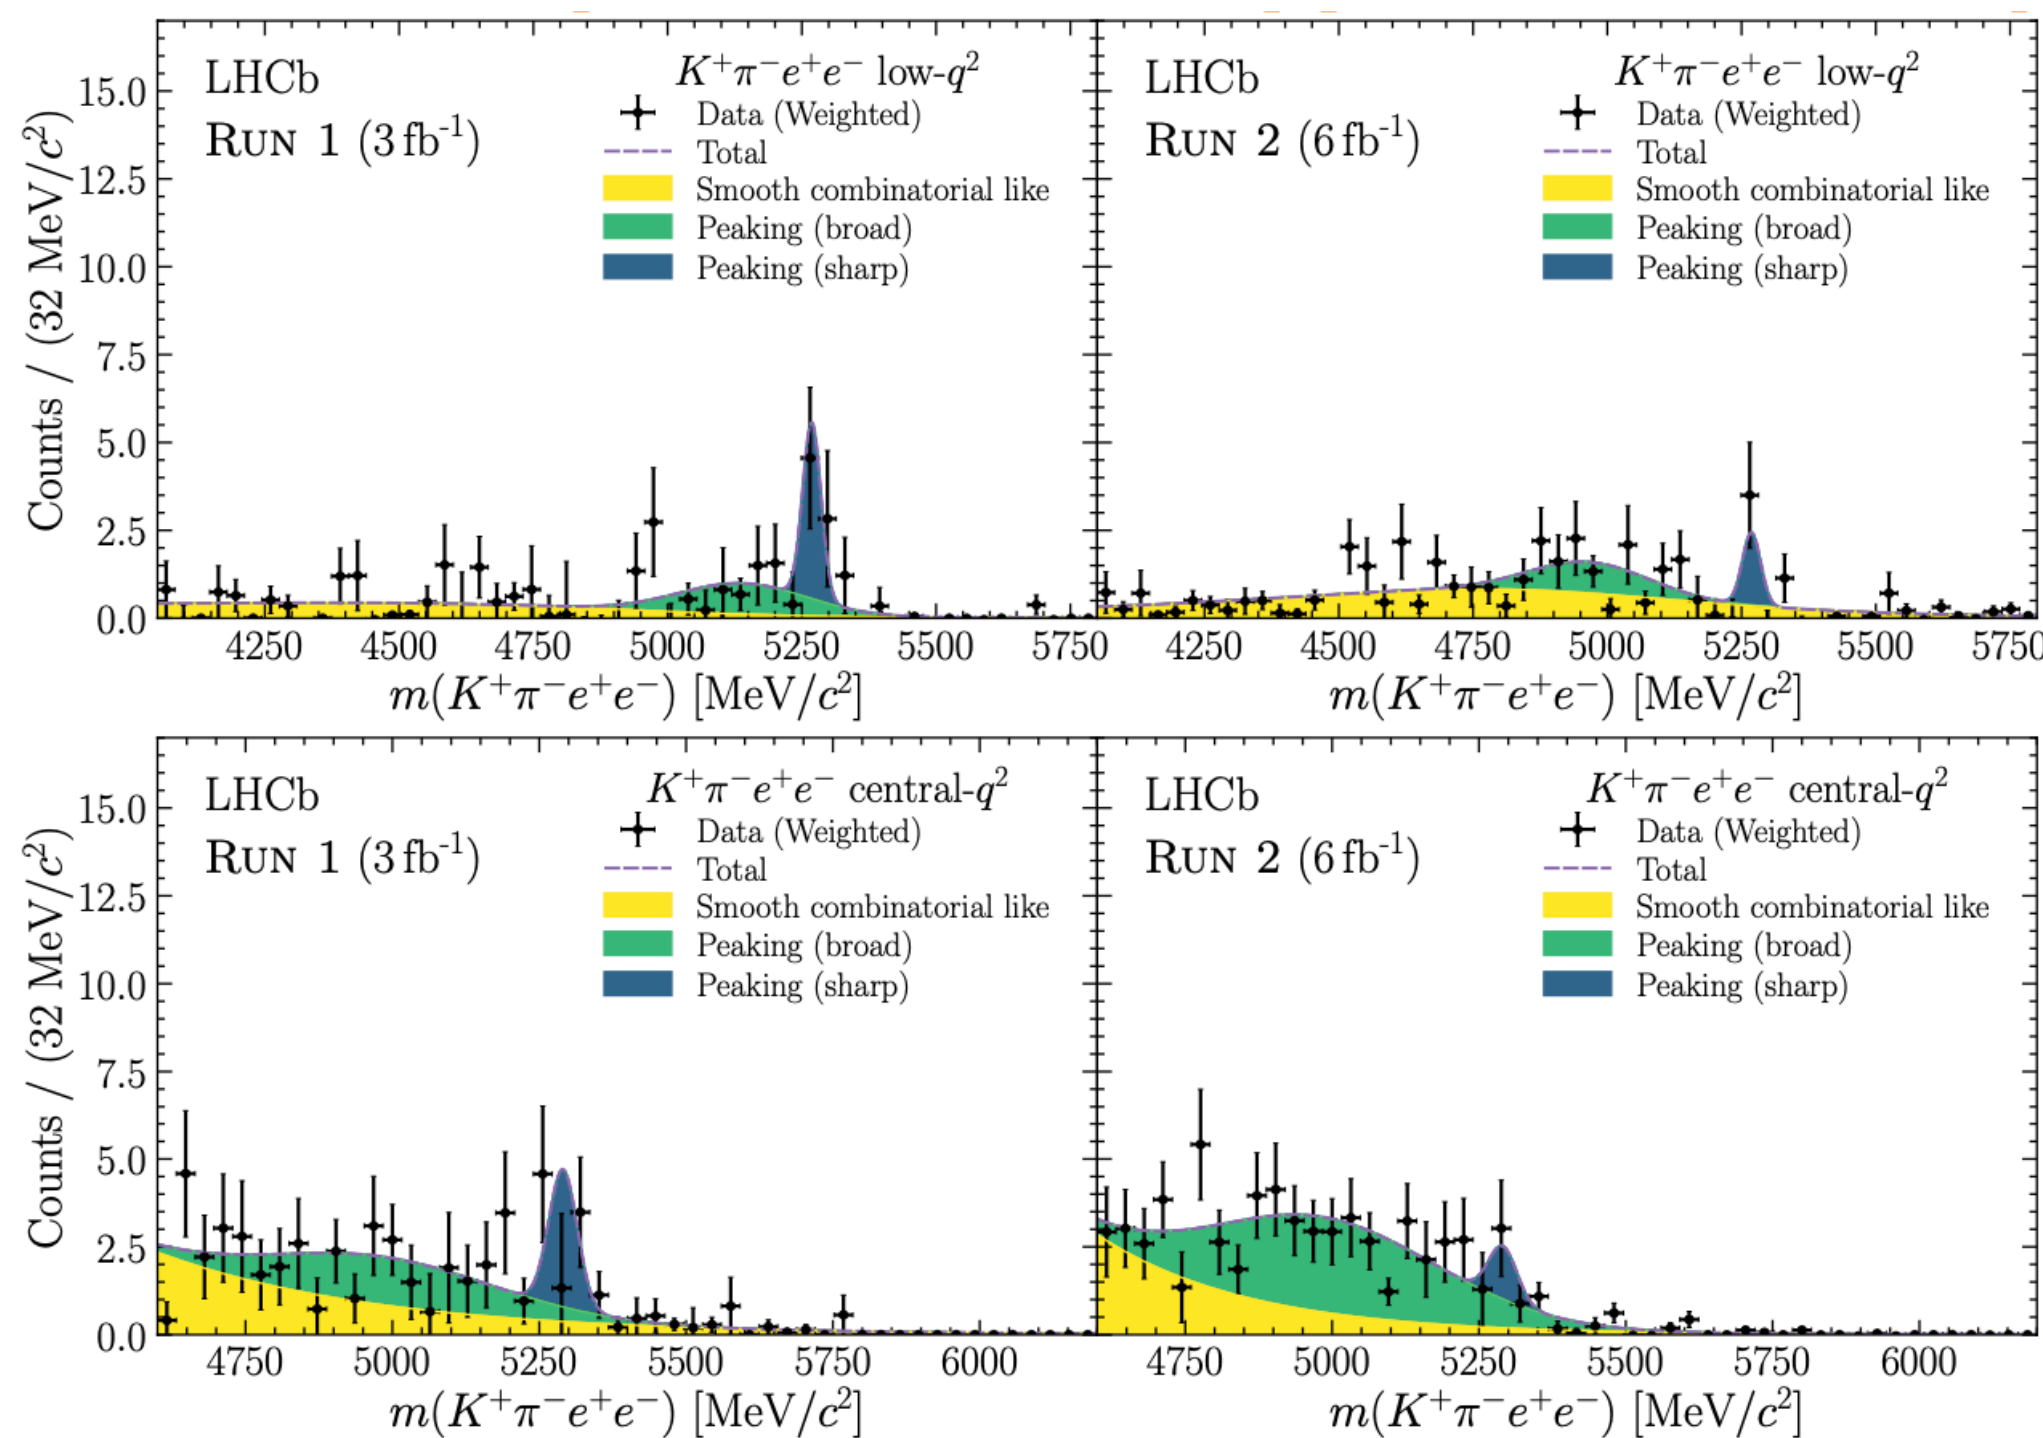 LHCb
RUN 1 (3 fb⁻¹)
K⁺π⁻e⁺e⁻ low-q²
Data (Weighted)
Total
Smooth combinatorial like
Peaking (broad)
Peaking (sharp)
Counts / (32 MeV/c²)
15.0
12.5
10.0
7.5
5.0
2.5
0.0
4250 4500 4750 5000 5250 5500 5750
m(K⁺π⁻e⁺e⁻) [MeV/c²]
LHCb
RUN 2 (6 fb⁻¹)
K⁺π⁻e⁺e⁻ low-q²
Data (Weighted)
Total
Smooth combinatorial like
Peaking (broad)
Peaking (sharp)
4250 4500 4750 5000 5250 5500 5750
m(K⁺π⁻e⁺e⁻) [MeV/c²]
LHCb
RUN 1 (3 fb⁻¹)
K⁺π⁻e⁺e⁻ central-q²
Data (Weighted)
Total
Smooth combinatorial like
Peaking (broad)
Peaking (sharp)
Counts / (32 MeV/c²)
15.0
12.5
10.0
7.5
5.0
2.5
0.0
4750 5000 5250 5500 5750 6000
m(K⁺π⁻e⁺e⁻) [MeV/c²]
LHCb
RUN 2 (6 fb⁻¹)
K⁺π⁻e⁺e⁻ central-q²
Data (Weighted)
Total
Smooth combinatorial like
Peaking (broad)
Peaking (sharp)
4750 5000 5250 5500 5750 6000
m(K⁺π⁻e⁺e⁻) [MeV/c²]